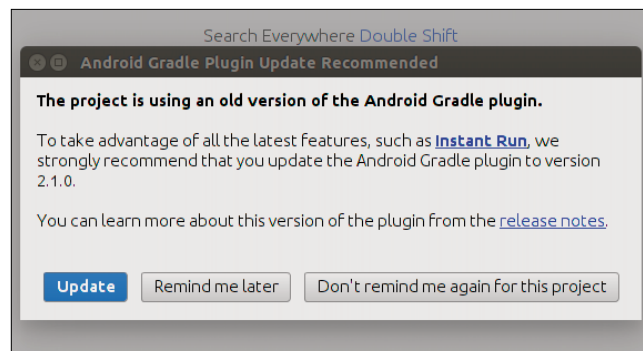 Search Everywhere Double Shift
Android Gradle Plugin Update Recommended
The project is using an old version of the Android Gradle plugin.
To take advantage of all the latest features, such as Instant Run, we
strongly recommend that you update the Android Gradle plugin to version
2.1.0.
You can learn more about this version of the plugin from the release notes.
Update Remind me later Don't remind me again for this project